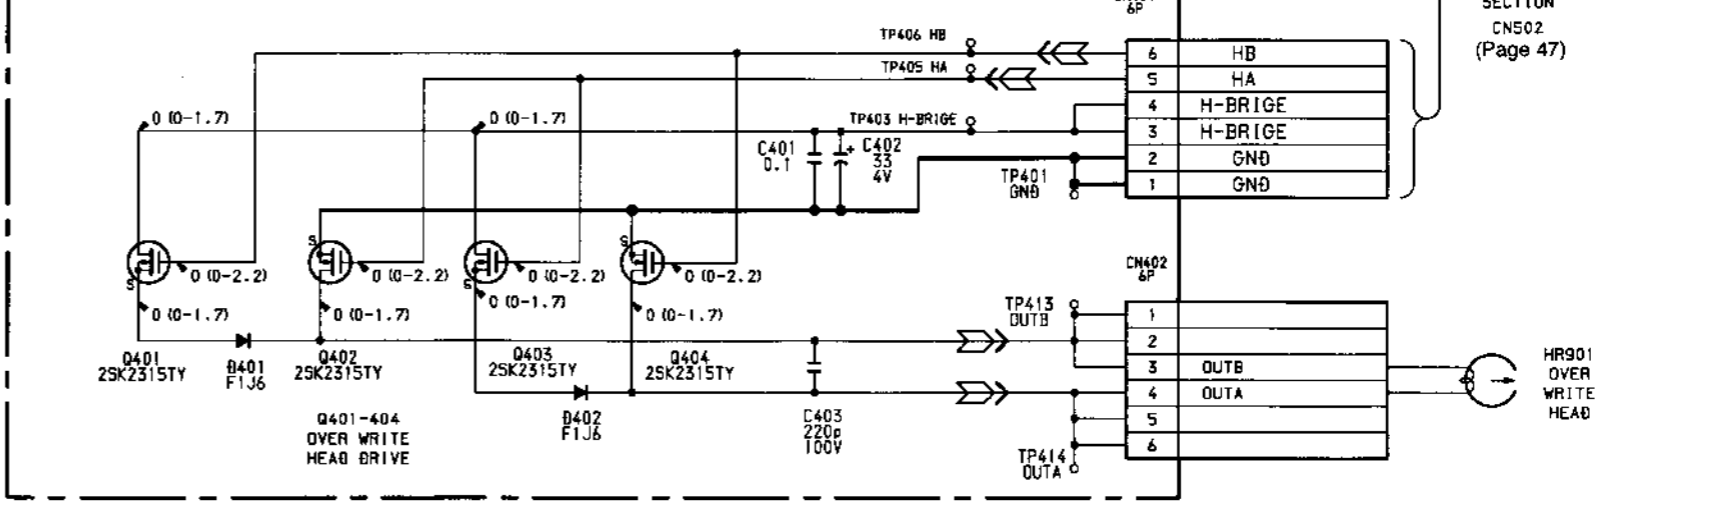 6P
SECTION
CN502
(Page 47)
TP406 HB
TP405 HA
TP403 H-BRIGE
6 HB
5 HA
4 H-BRIGE
3 H-BRIGE
2 GND
1 GND
0 (0-1.7)
0 (0-1.7)
C401
0.1
+ C402
33
4V
TP401
GND
S
S
S
S
0 (0-2.2)
0 (0-2.2)
0 (0-2.2)
0 (0-2.2)
0 (0-1.7)
0 (0-1.7)
0 (0-1.7)
0 (0-1.7)
CN402
6P
TP413
OUTB
1
2
3 OUTB
4 OUTA
5
6
HR901
OVER
WRITE
HEAD
Q401
2SK2315TY
D401
F1J6
Q402
2SK2315TY
Q403
2SK2315TY
Q404
2SK2315TY
D402
F1J6
C403
220p
100V
Q401-404
OVER WRITE
HEAD DRIVE
TP414
OUTA